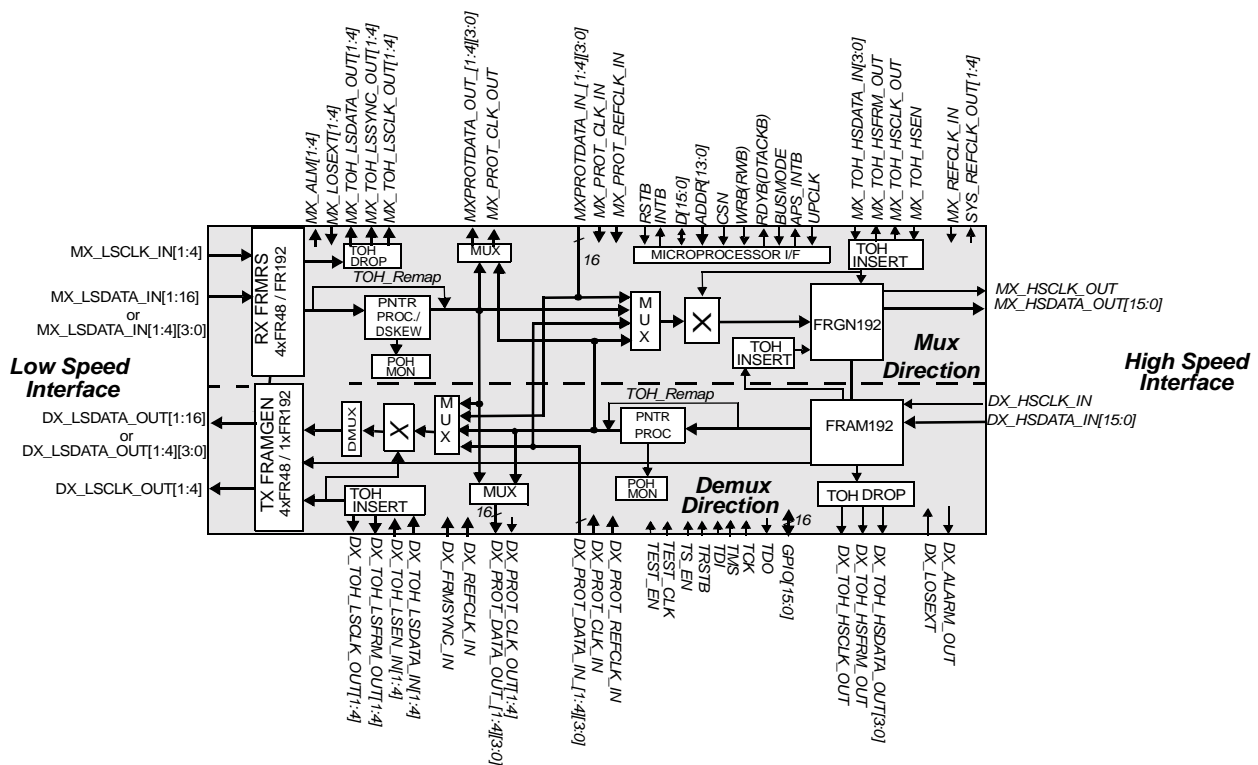 MX_ALM[1:4]
MX_LOSEXT[1:4]
MX_TOH_LSDATA_OUT[1:4]
MX_TOH_LSSYNC_OUT[1:4]
MX_TOH_LSCLK_OUT[1:4]
MXPROTDATA_OUT_[1:4][3:0]
MX_PROT_CLK_OUT
MXPROTDATA_IN_[1:4][3:0]
MX_PROT_CLK_IN
MX_PROT_REFCLK_IN
RSTB
INTB
D[15:0]
ADDR[13:0]
CSN
WRB(RWB)
RDYB(DTACKB)
BUSMODE
APS_INTB
UPCLK
MX_TOH_HSDATA_IN[3:0]
MX_TOH_HSFRM_OUT
MX_TOH_HSCLK_OUT
MX_TOH_HSEN
MX_REFCLK_IN
SYS_REFCLK_OUT[1:4]
MX_LSCLK_IN[1:4]
MX_LSDATA_IN[1:16]
or
MX_LSDATA_IN[1:4][3:0]
Low Speed
Interface
DX_LSDATA_OUT[1:16]
or
DX_LSDATA_OUT[1:4][3:0]
DX_LSCLK_OUT[1:4]
RX FRMRS
4xFR48 / FR192
TOH
DROP
TOH_Remap
PNTR
PROC./
DSKEW
POH
MON
MUX
16
MICROPROCESSOR I/F
MUX
X
TOH
INSERT
FRGN192
TOH
INSERT
Mux
Direction
MX_HSCLK_OUT
MX_HSDATA_OUT[15:0]
High Speed
Interface
DX_HSCLK_IN
DX_HSDATA_IN[15:0]
TX FRAMGEN
4xFR48 / 1xFR192
DMUX
X
MUX
TOH_Remap
PNTR
PROC
FRAM192
TOH
INSERT
MUX
16
POH
MON
Demux
Direction
16
TOH DROP
DX_TOH_LSCLK_OUT[1:4]
DX_TOH_LSFRM_OUT[1:4]
DX_TOH_LSEN_IN[1:4]
DX_TOH_LSDATA_IN[1:4]
DX_FRMSYNC_IN
DX_REFCLK_IN
DX_PROT_DATA_OUT_[1:4][3:0]
DX_PROT_CLK_OUT[1:4]
DX_PROT_DATA_IN_[1:4][3:0]
DX_PROT_CLK_IN
DX_PROT_REFCLK_IN
TEST_EN
TEST_CLK
TS_EN
TRSTB
TDI
TMS
TCK
TDO
GPIO[15:0]
DX_TOH_HSCLK_OUT
DX_TOH_HSFRM_OUT
DX_TOH_HSDATA_OUT[3:0]
DX_LOSEXT
DX_ALARM_OUT